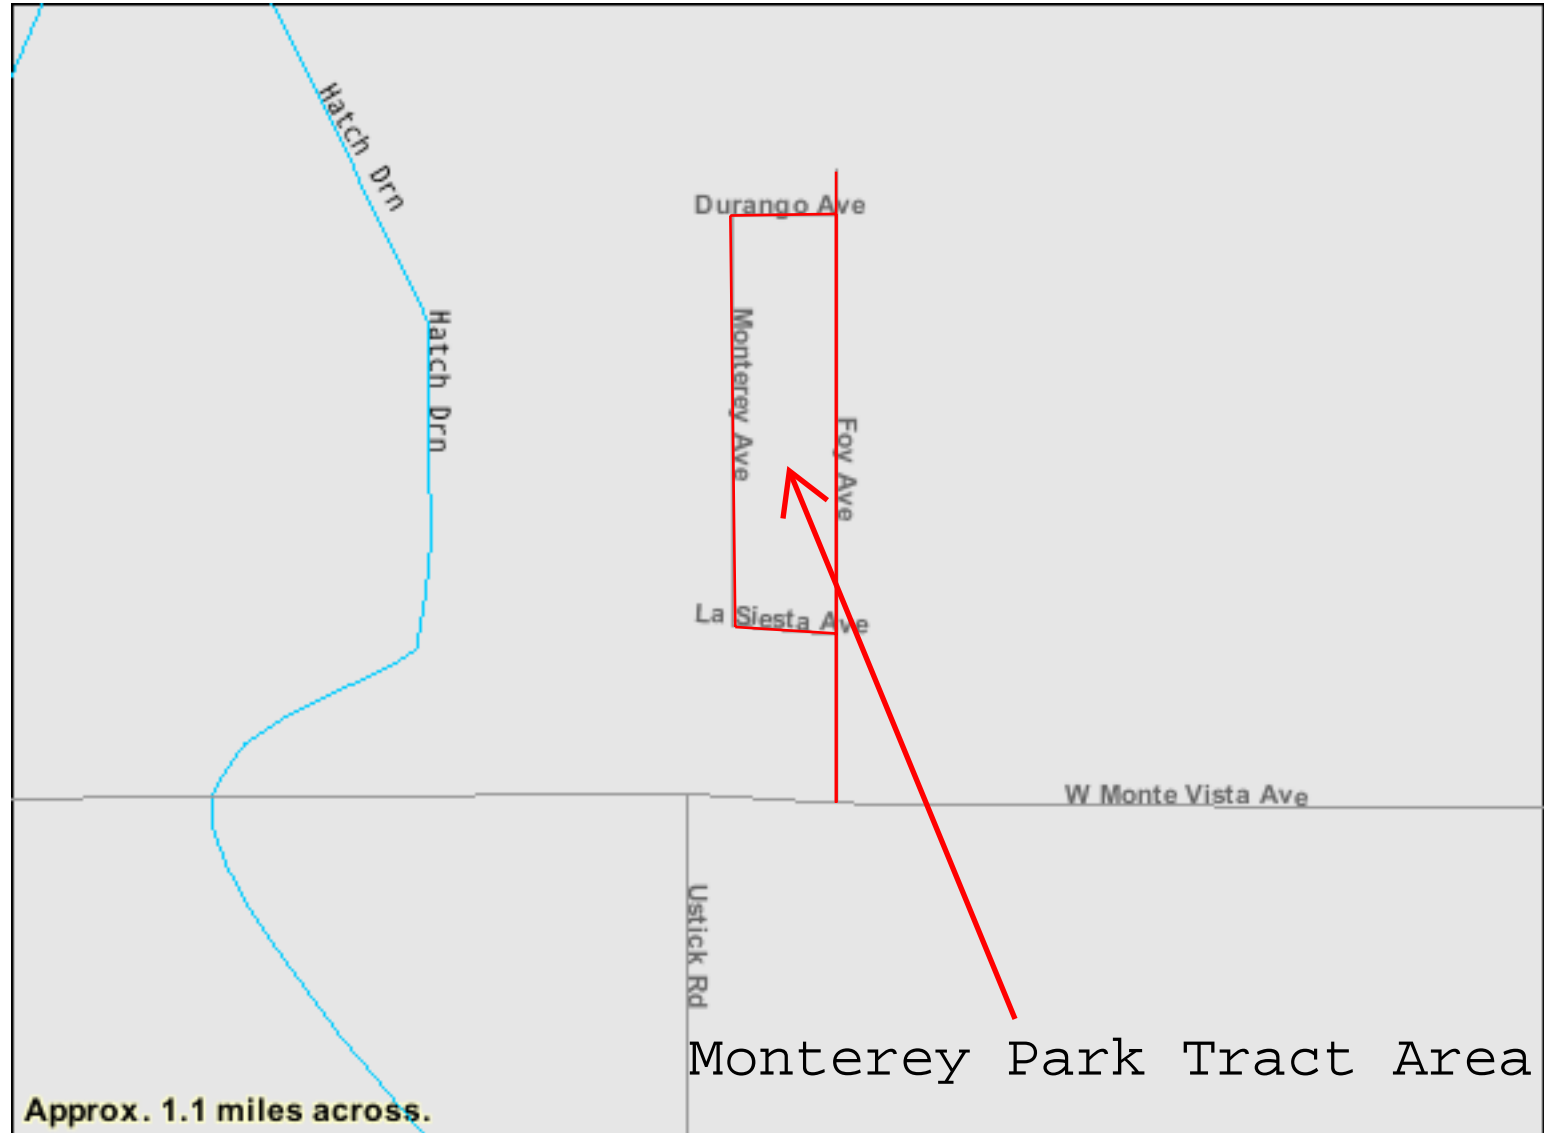 Hatch Drn
Durango Ave
Hatch Drn
Monterey Ave
Foy Ave
La Siesta Ave
W Monte Vista Ave
Ustick Rd
Monterey Park Tract Area
Approx. 1.1 miles across.